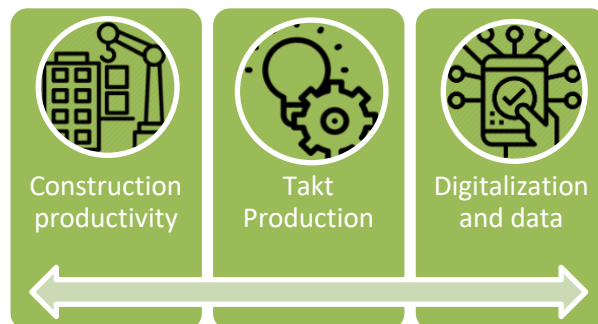 Construction
productivity
Takt
Production
Digitalization
and data